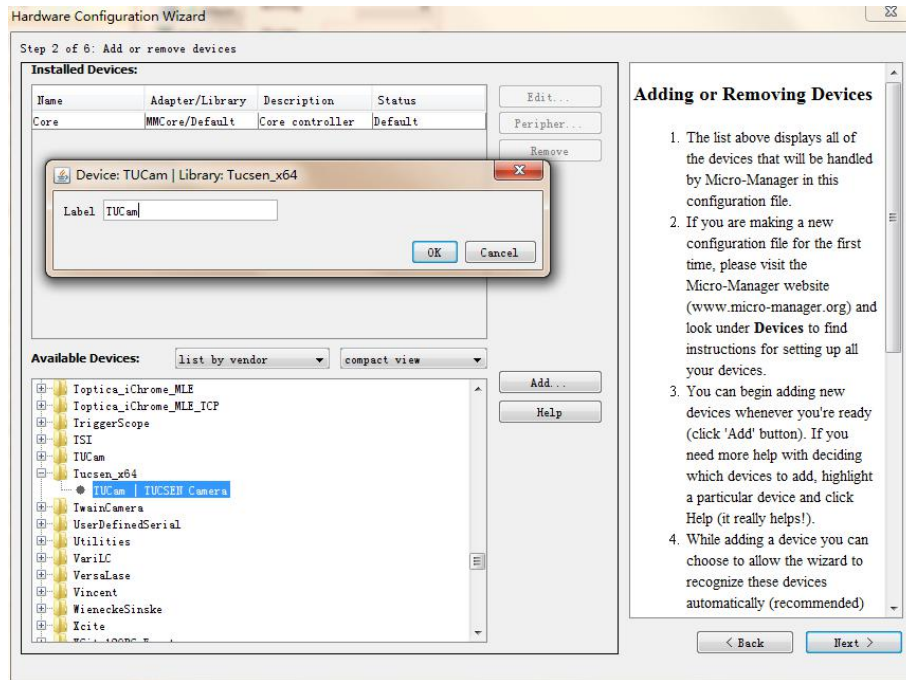 Hardware Configuration Wizard
Step 2 of 6: Add or remove devices
Installed Devices:
Name Adapter/Library Description Status
Core MMCore/Default Core controller Default
Edit...
Peripher...
Remove
Device: TUCam | Library: Tucsen_x64
Label TUCam
OK Cancel
Available Devices: list by vendor compact view
Toptica_iChrome_MLE
Toptica_iChrome_MLE_TCP
TriggerScope
TSI
TUCam
Tucsen_x64
TUCam | TUCSEN Camera
TwainCamera
UserDefinedSerial
Utilities
VariLC
VersaLase
Vincent
WieneckeSinske
Xcite
Add...
Help
Adding or Removing Devices
1. The list above displays all of
the devices that will be handled
by Micro-Manager in this
configuration file.
2. If you are making a new
configuration file for the first
time, please visit the
Micro-Manager website
(www.micro-manager.org) and
look under Devices to find
instructions for setting up all
your devices.
3. You can begin adding new
devices whenever you're ready
(click 'Add' button). If you
need more help with deciding
which devices to add, highlight
a particular device and click
Help (it really helps!).
4. While adding a device you can
choose to allow the wizard to
recognize these devices
automatically (recommended)
< Back Next >